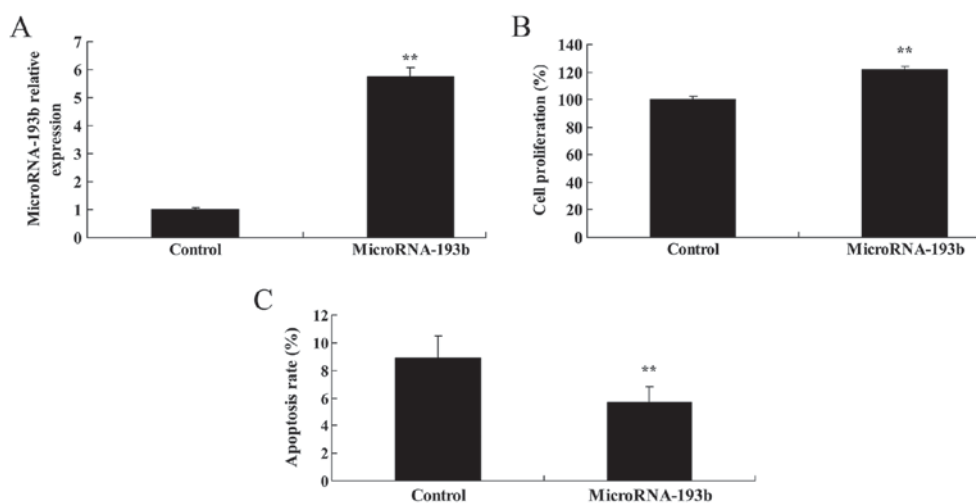 A
MicroRNA-193b relative
expression
7
6
5
4
3
2
1
0
**
Control
MicroRNA-193b
B
Cell proliferation (%)
140
120
100
80
60
40
20
0
**
Control
MicroRNA-193b
C
Apoptosis rate (%)
12
10
8
6
4
2
0
**
Control
MicroRNA-193b